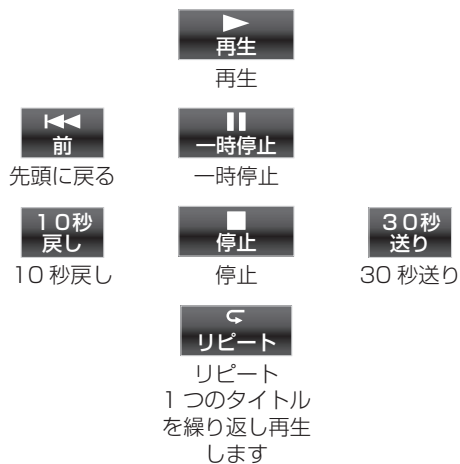 再生
再生
前
一時停止
先頭に戻る
一時停止
10秒
戻し
停止
30秒
送り
10 秒戻し
停止
30 秒送り
リピート
リピート
1 つのタイトル
を繰り返し再生
します